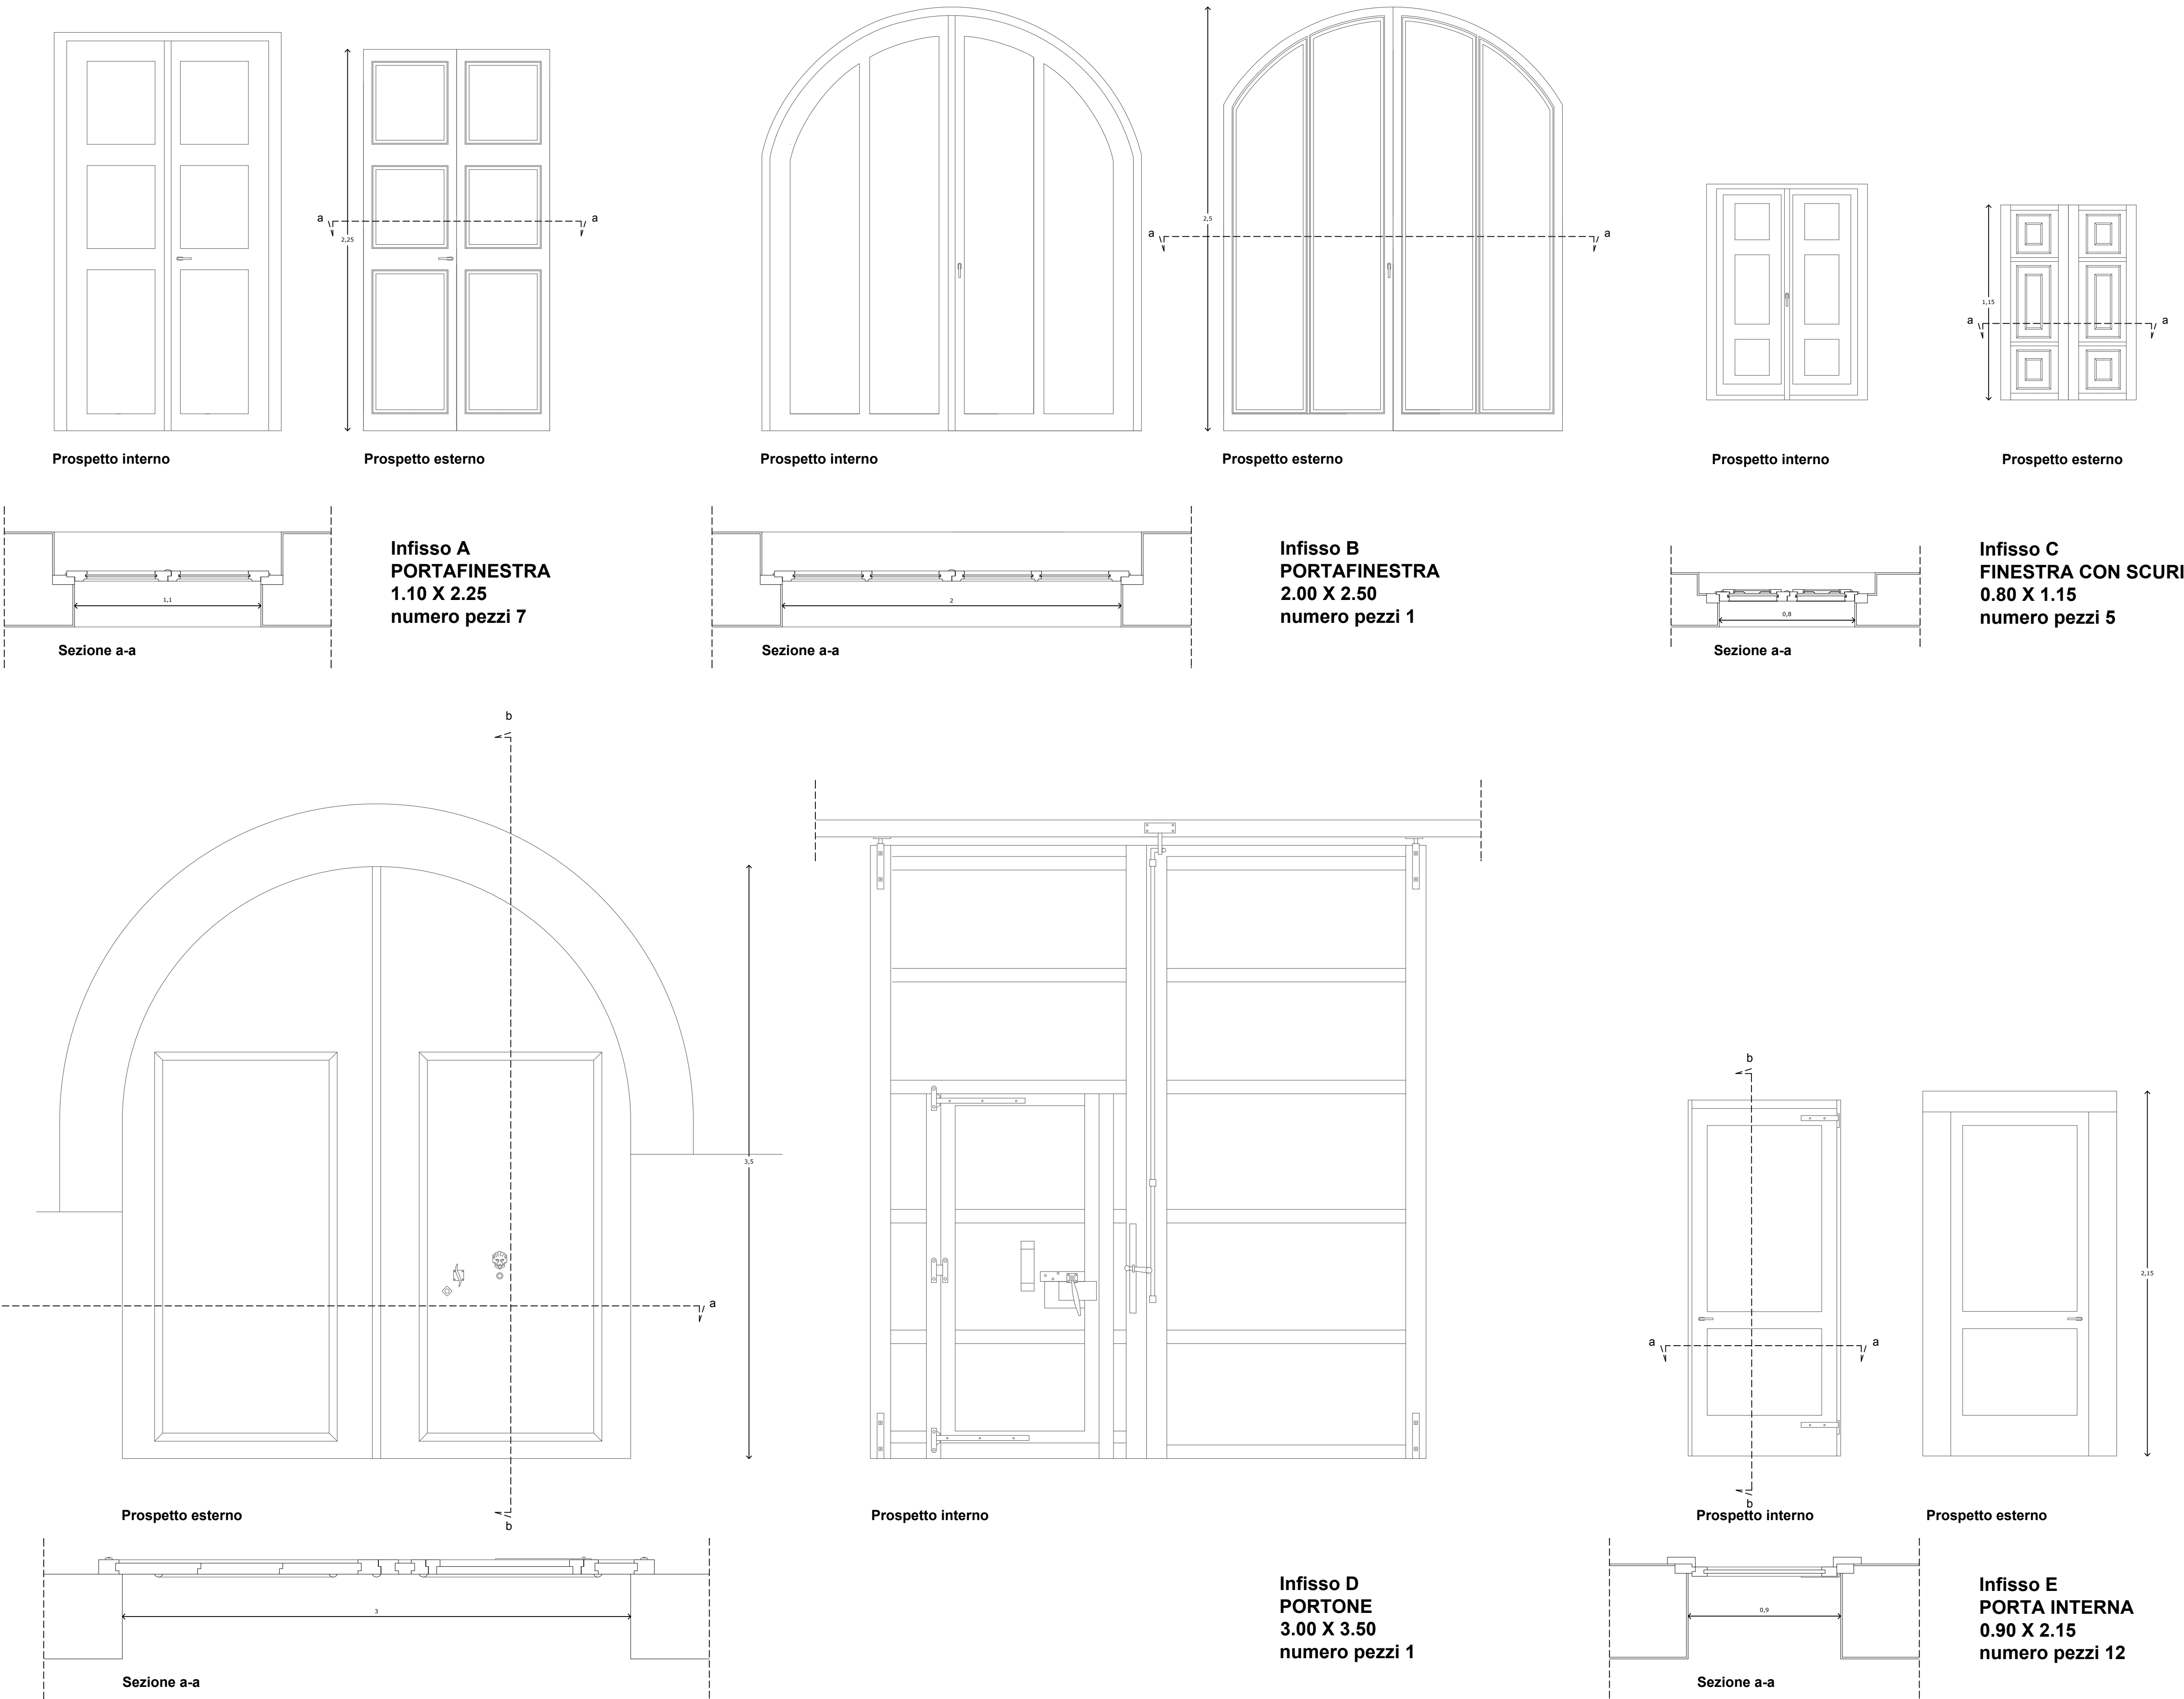 a
a
2,25
Prospetto interno
Prospetto esterno
1,1
Sezione a-a
Infisso A
PORTAFINESTRA
1.10 X 2.25
numero pezzi 7
2,5
a
a
Prospetto interno
Prospetto esterno
2
Sezione a-a
Infisso B
PORTAFINESTRA
2.00 X 2.50
numero pezzi 1
1,15
a
a
Prospetto interno
Prospetto esterno
0,8
Sezione a-a
Infisso C
FINESTRA CON SCURI
0.80 X 1.15
numero pezzi 5
b
3,5
a
b
Prospetto esterno
Prospetto interno
3
Sezione a-a
Infisso D
PORTONE
3.00 X 3.50
numero pezzi 1
b
2,15
a
a
b
Prospetto interno
Prospetto esterno
0,9
Sezione a-a
Infisso E
PORTA INTERNA
0.90 X 2.15
numero pezzi 12